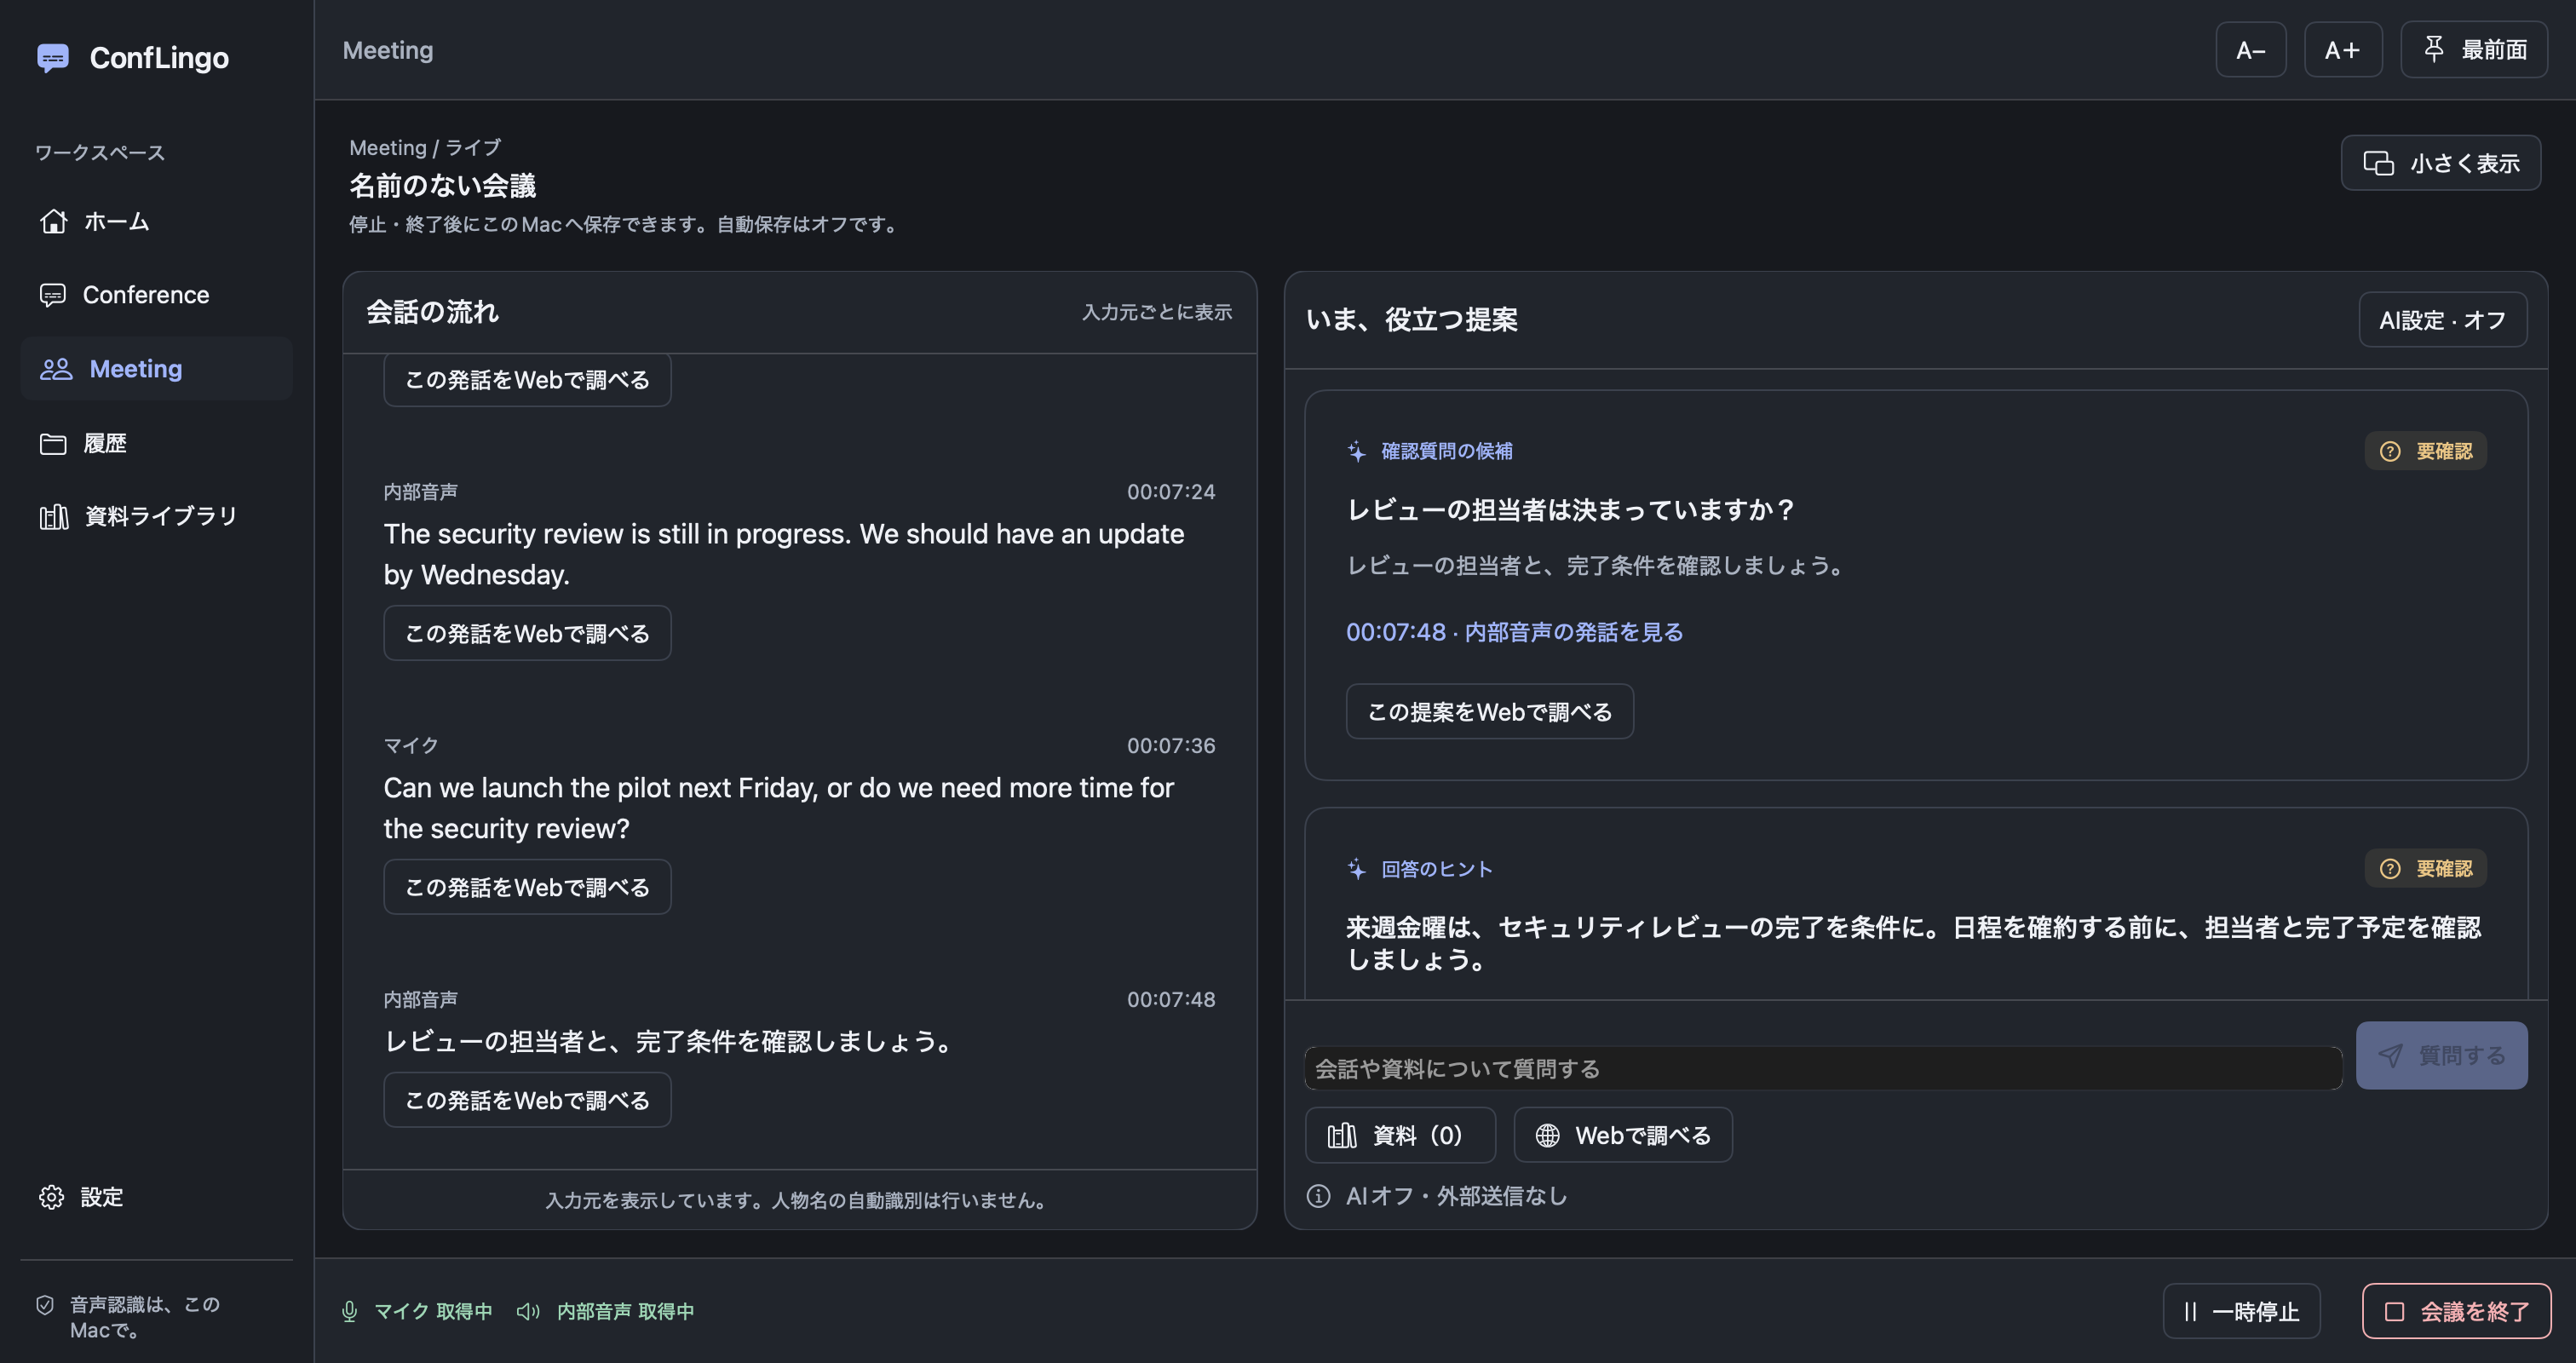 ConfLingo
ワークスペース
ホーム
Conference
Meeting
履歴
資料ライブラリ
設定
音声認識は、この
Macで。
Meeting
A−
A+
最前面
Meeting / ライブ
名前のない会議
停止・終了後にこのMacへ保存できます。自動保存はオフです。
小さく表示
会話の流れ
入力元ごとに表示
この発話をWebで調べる
内部音声
00:07:24
The security review is still in progress. We should have an update
by Wednesday.
この発話をWebで調べる
マイク
00:07:36
Can we launch the pilot next Friday, or do we need more time for
the security review?
この発話をWebで調べる
内部音声
00:07:48
レビューの担当者と、完了条件を確認しましょう。
この発話をWebで調べる
入力元を表示しています。人物名の自動識別は行いません。
いま、役立つ提案
AI設定 · オフ
確認質問の候補
要確認
レビューの担当者は決まっていますか？
レビューの担当者と、完了条件を確認しましょう。
00:07:48 · 内部音声の発話を見る
この提案をWebで調べる
回答のヒント
要確認
来週金曜は、セキュリティレビューの完了を条件に。日程を確約する前に、担当者と完了予定を確認
しましょう。
会話や資料について質問する
質問する
資料（0）
Webで調べる
AIオフ・外部送信なし
マイク 取得中
内部音声 取得中
一時停止
会議を終了